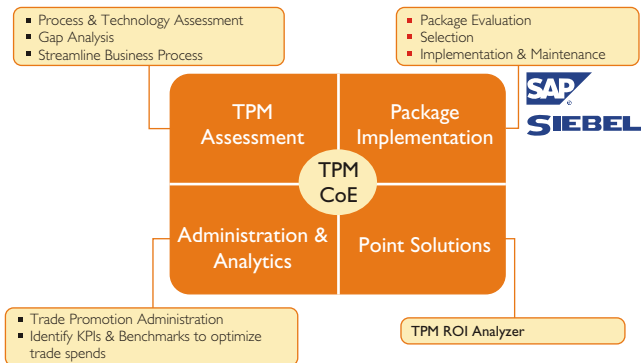 ▪ Process & Technology Assessment
▪ Gap Analysis
▪ Streamline Business Process
▪ Package Evaluation
▪ Selection
▪ Implementation & Maintenance
SAP
SIEBEL
TPM
Assessment
Package
Implementation
TPM
CoE
Administration &
Analytics
Point Solutions
▪ Trade Promotion Administration
▪ Identify KPIs & Benchmarks to optimize
trade spends
TPM ROI Analyzer